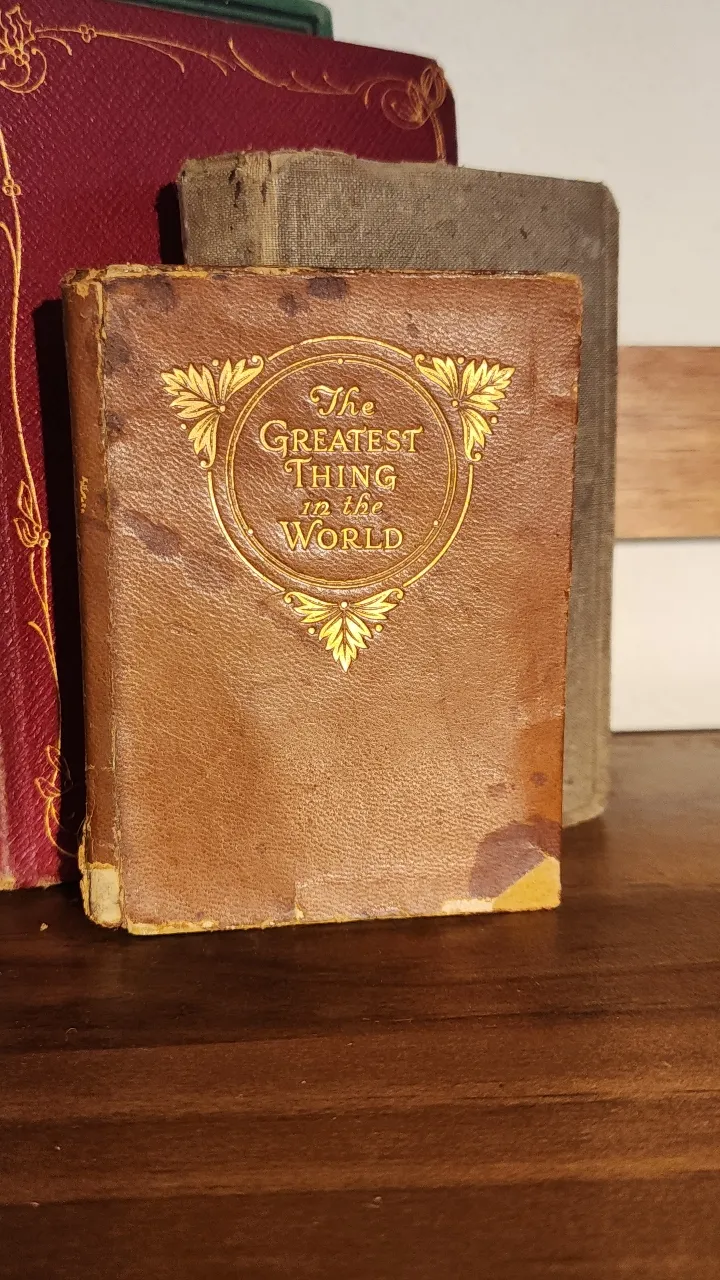 The
GREATEST
THING
in the
WORLD